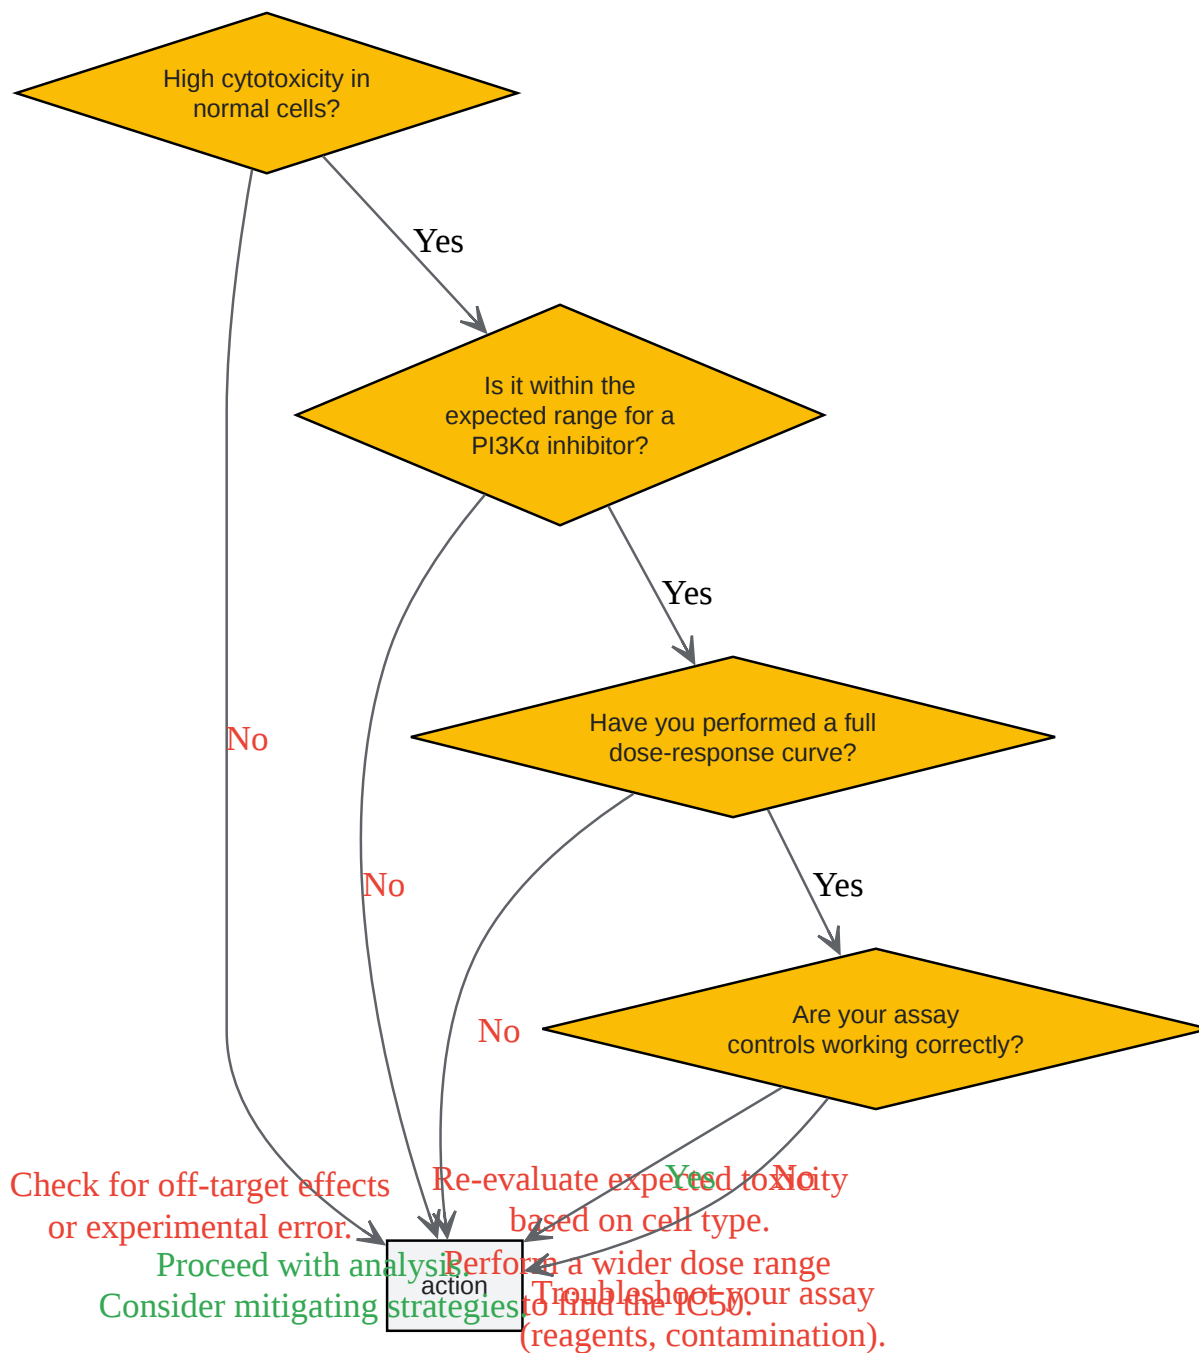 High cytotoxicity in
normal cells?
Yes
Is it within the
expected range for a
PI3Kα inhibitor?
Yes
Have you performed a full
dose-response curve?
No
No
Yes
Are your assay
controls working correctly?
No
Yes
No
Check for off-target effects
or experimental error.
Re-evaluate expected toxicity
based on cell type.
Proceed with analysis.
Consider mitigating strategies.
Perform a wider dose range
to find the IC50.
action
Troubleshoot your assay
(reagents, contamination).